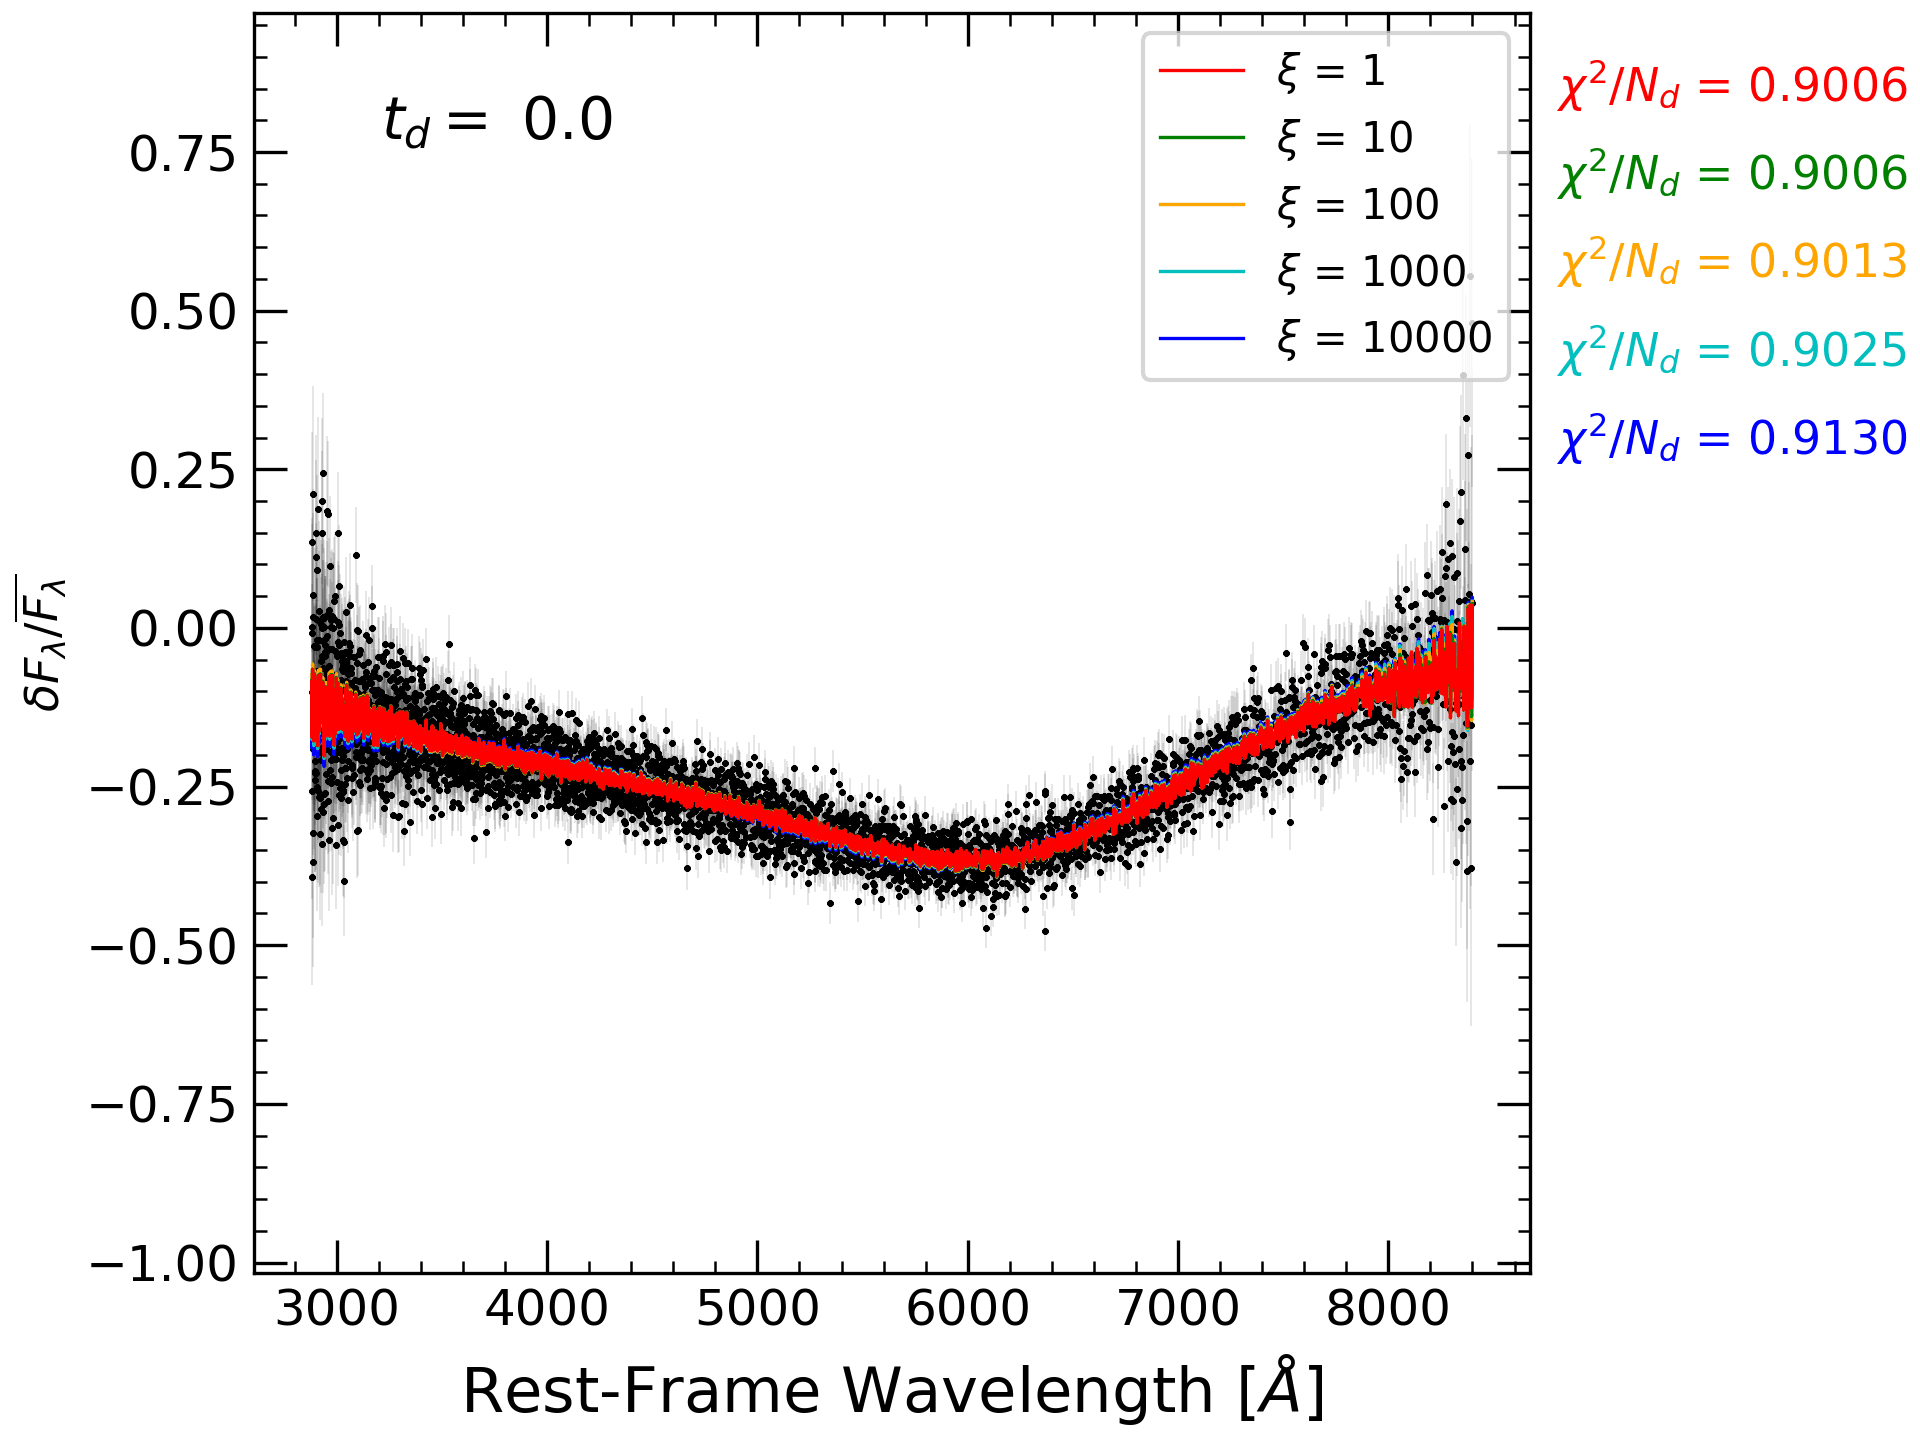 t_d = 0.0
ξ = 1
ξ = 10
ξ = 100
ξ = 1000
ξ = 10000
χ²/N_d = 0.9006
χ²/N_d = 0.9006
χ²/N_d = 0.9013
χ²/N_d = 0.9025
χ²/N_d = 0.9130
δF_λ/F̅_λ
0.75
0.50
0.25
0.00
−0.25
−0.50
−0.75
−1.00
3000 4000 5000 6000 7000 8000
Rest-Frame Wavelength [Å]